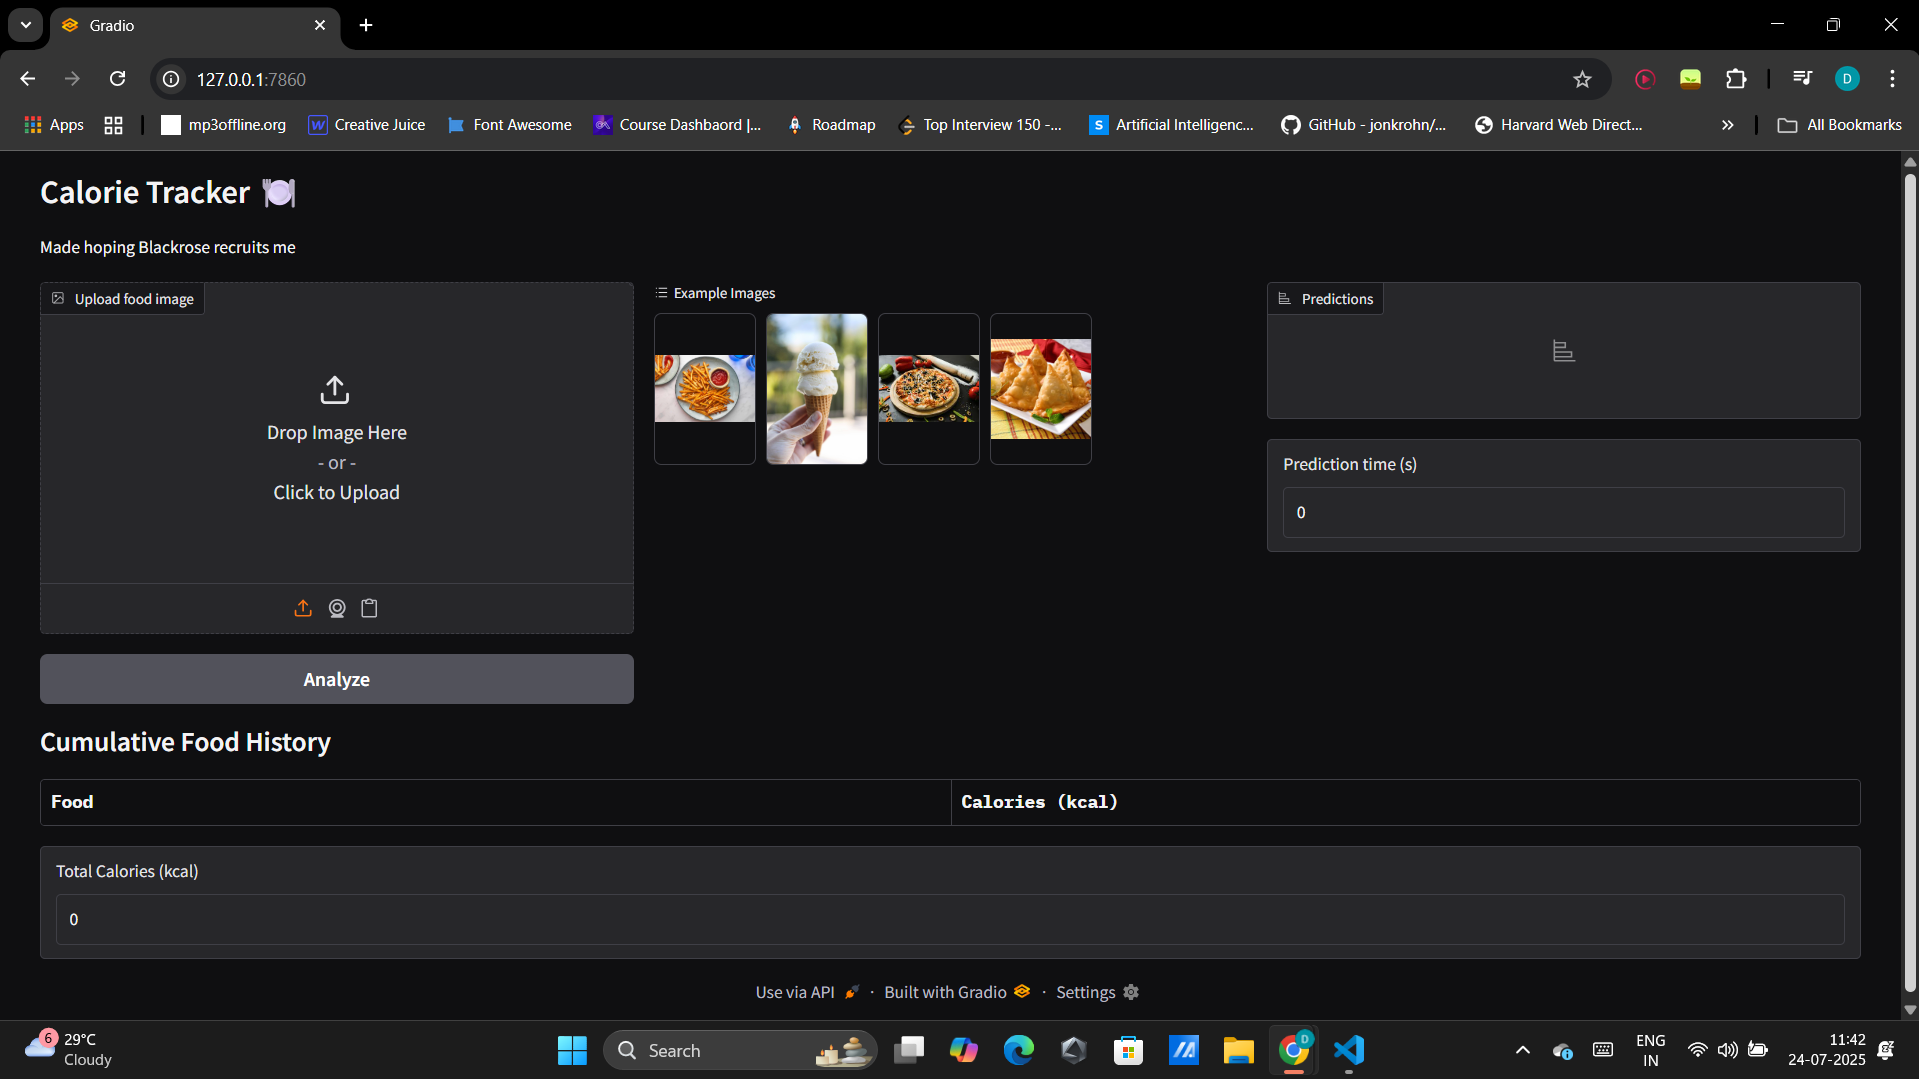 Gradio
127.0.0.1:7860
D
Apps
mp3offline.org
Creative Juice
Font Awesome
Course Dashbaord |...
Roadmap
Top Interview 150 -...
Artificial Intelligenc...
GitHub - jonkrohn/...
Harvard Web Direct...
All Bookmarks
Calorie Tracker
Made hoping Blackrose recruits me
Upload food image
Drop Image Here
- or -
Click to Upload
Analyze
Example Images
Predictions
Prediction time (s)
0
Cumulative Food History
Food Calories (kcal)
Total Calories (kcal)
0
Use via API · Built with Gradio · Settings
6
29°C
Cloudy
Search
D
ENG
IN
11:42
24-07-2025